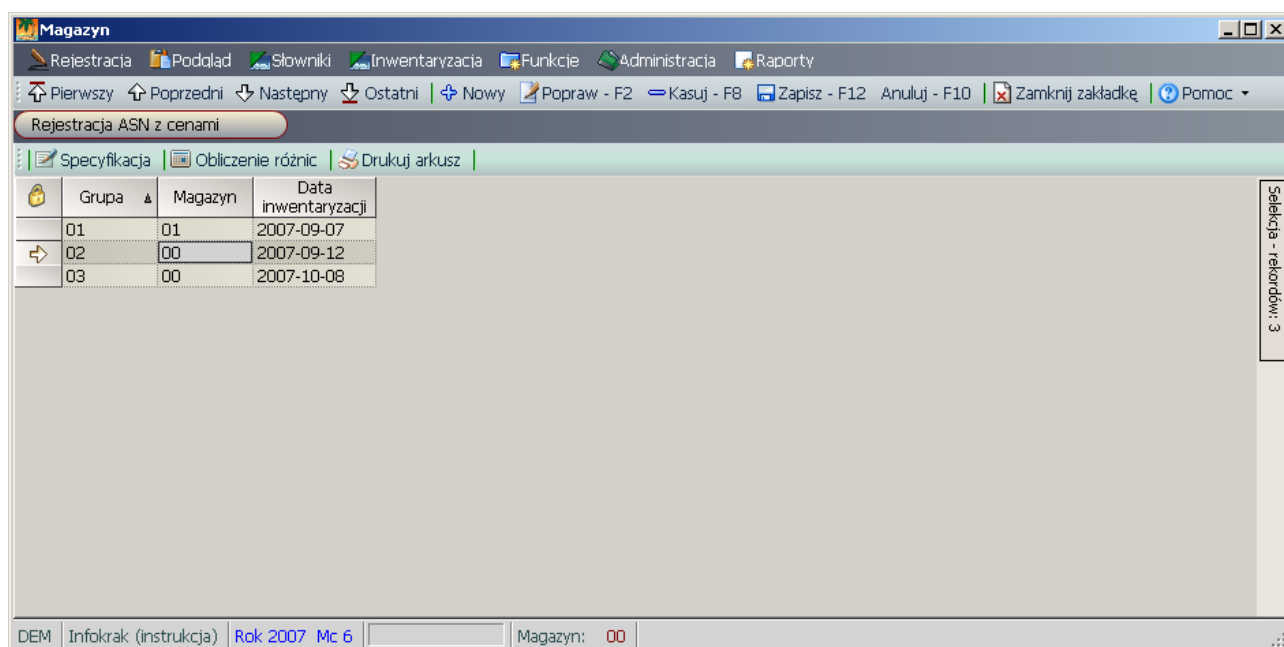 Magazyn
Rejestracja Podgląd Słowniki Inwentaryzacja Funkcje Administracja Raporty
Pierwszy Poprzedni Następny Ostatni Nowy Popraw - F2 Kasuj - F8 Zapisz - F12 Anuluj - F10 Zamknij zakładkę Pomoc
Rejestracja ASN z cenami
Specyfikacja Obliczenie różnic Drukuj arkusz
Grupa Magazyn Data inwentaryzacji
01 01 2007-09-07
02 00 2007-09-12
03 00 2007-10-08
Selekcja - rekordów: 3
DEM Infokrak (instrukcja) Rok 2007 Mc 6 Magazyn: 00